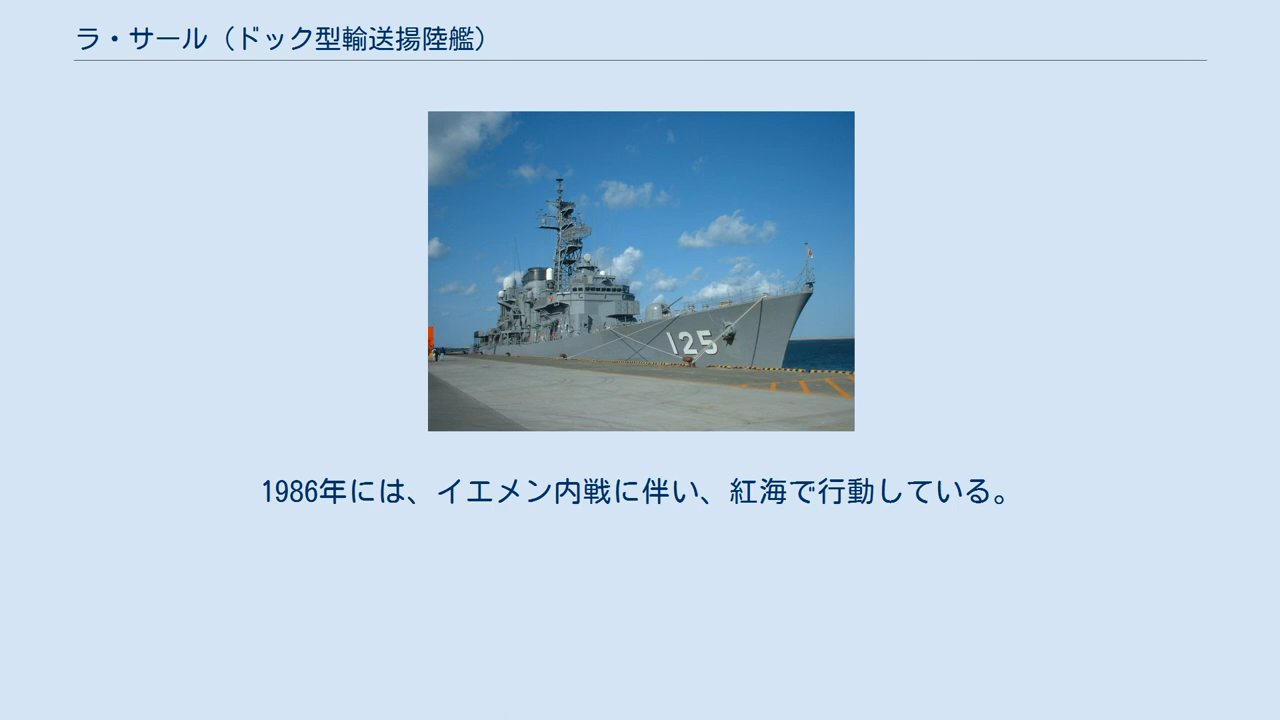 ラ・サール（ドック型輸送揚陸艦）
125
1986年には、イエメン内戦に伴い、紅海で行動している。